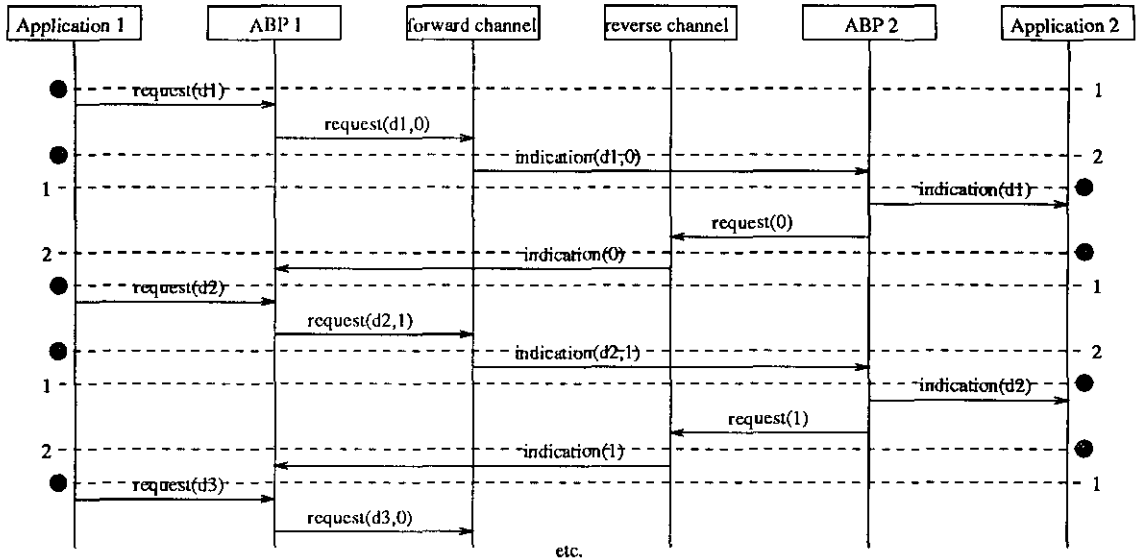 Application 1 ABP 1 forward channel reverse channel ABP 2 Application 2
1
request(d1)
request(d1,0)
2
indication(d1,0)
1
indication(d1)
request(0)
2
indication(0)
1
request(d2)
request(d2,1)
2
indication(d2,1)
1
indication(d2)
request(1)
2
indication(1)
1
request(d3)
request(d3,0)
etc.